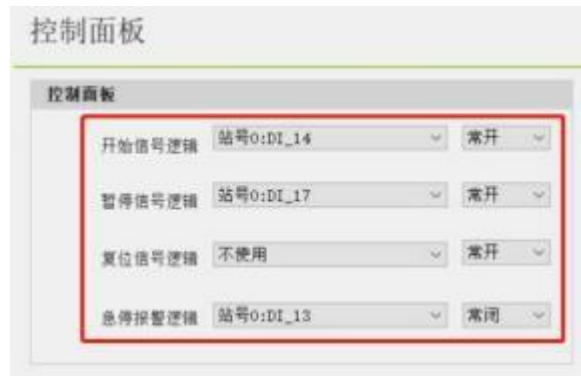 控制面板
控制面板
开始信号逻辑 站号0:DI_14 常开
暂停信号逻辑 站号0:DI_17 常开
复位信号逻辑 不使用 常开
急停报警逻辑 站号0:DI_13 常闭